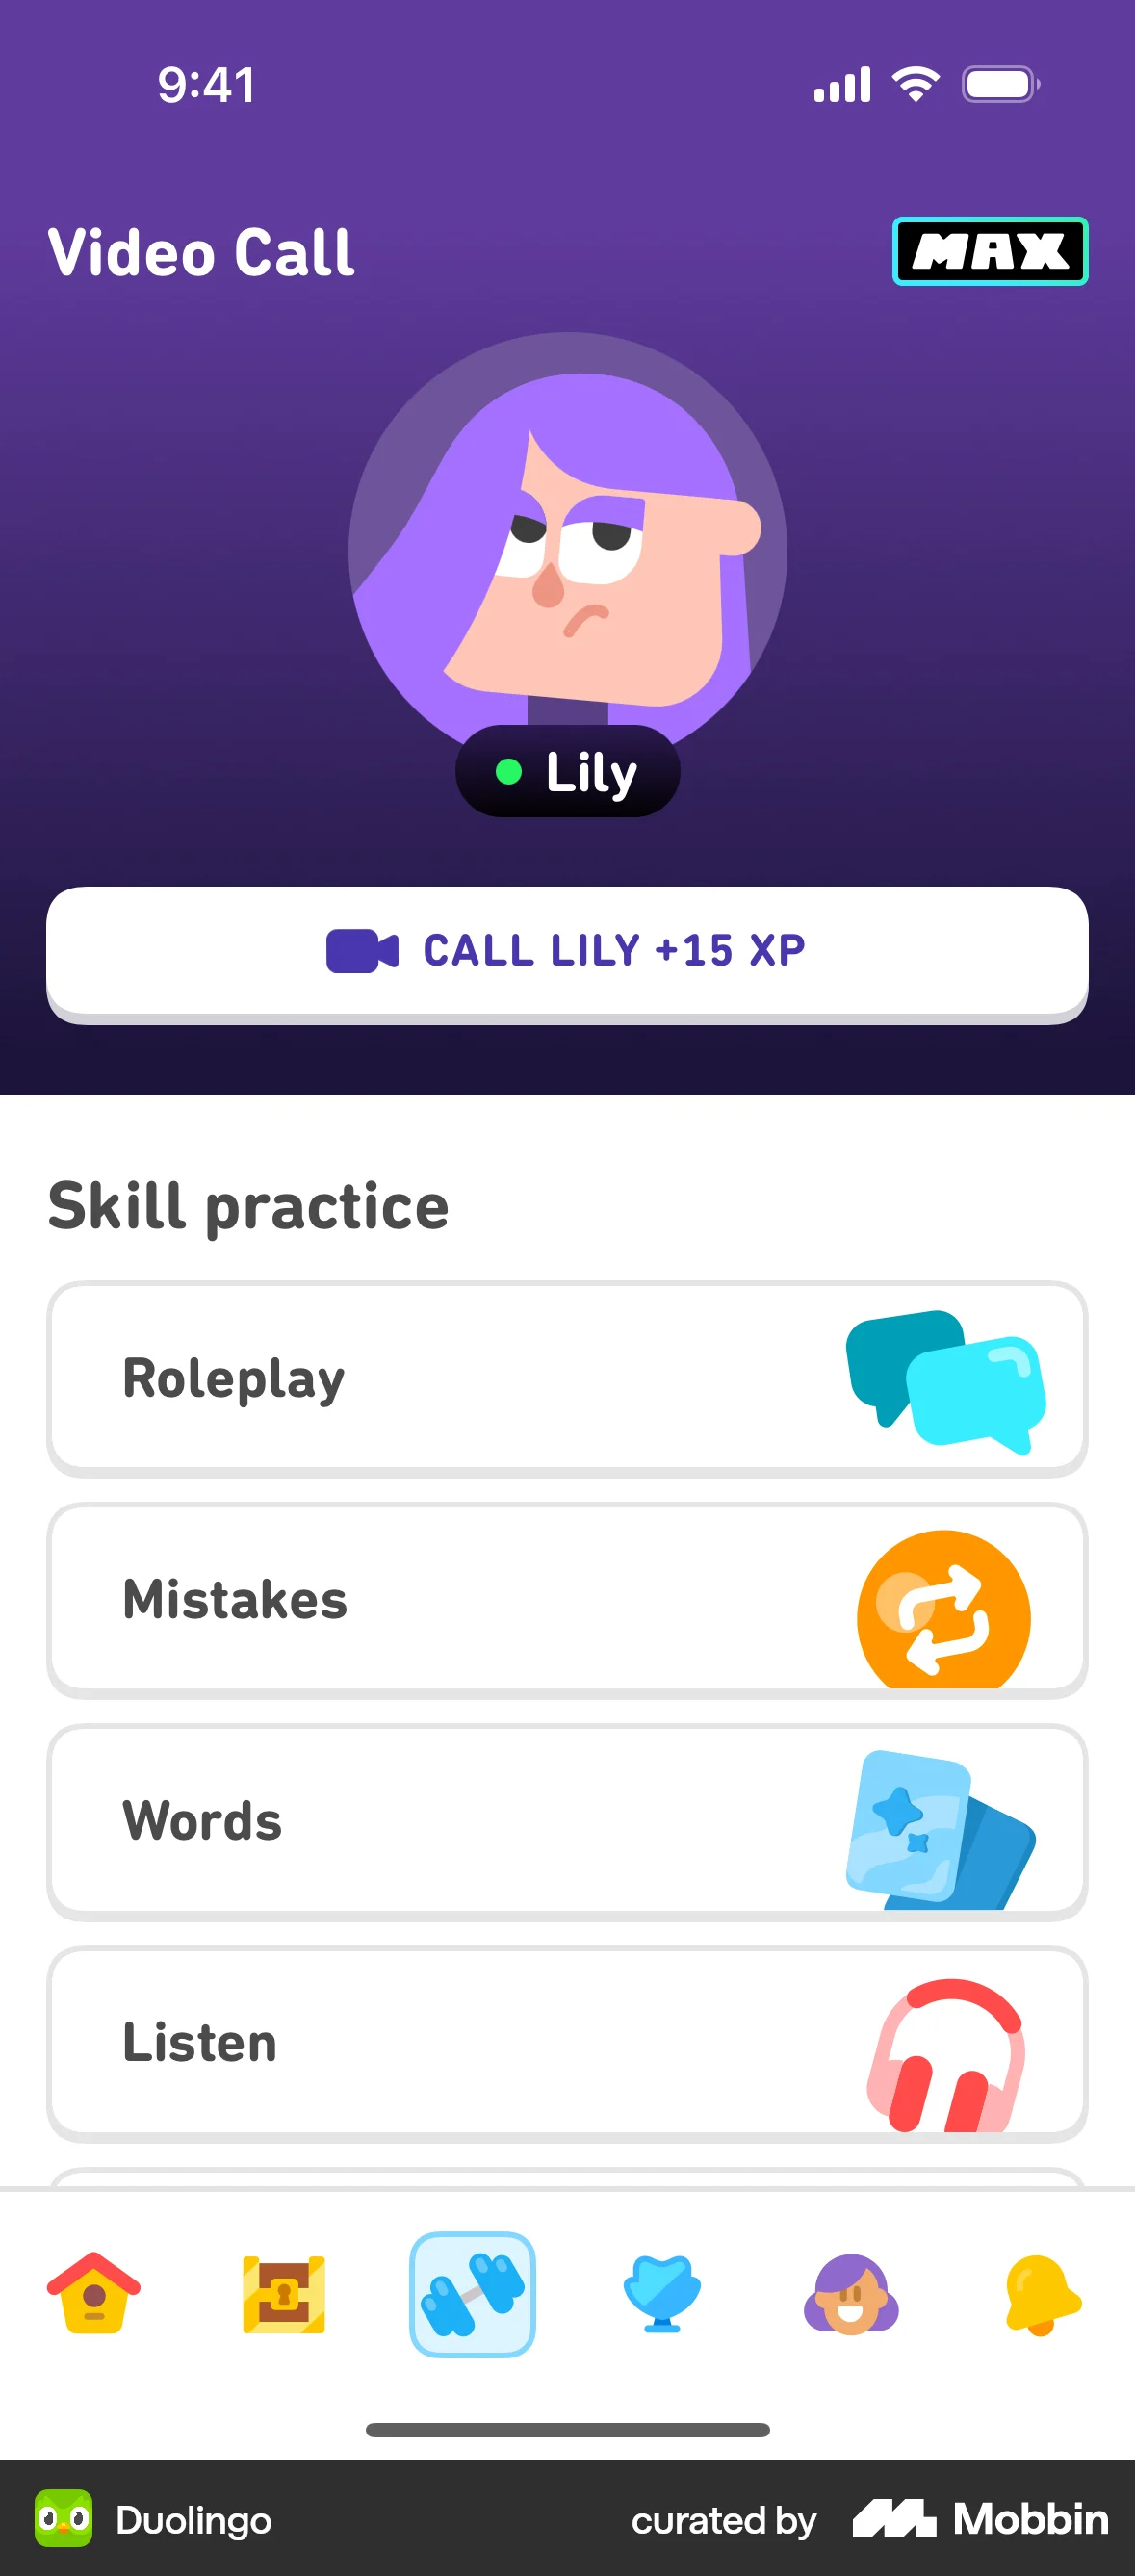 9:41
Video Call
MAX
Lily
CALL LILY +15 XP
Skill practice
Roleplay
Mistakes
Words
Listen
Duolingo
curated by Mobbin